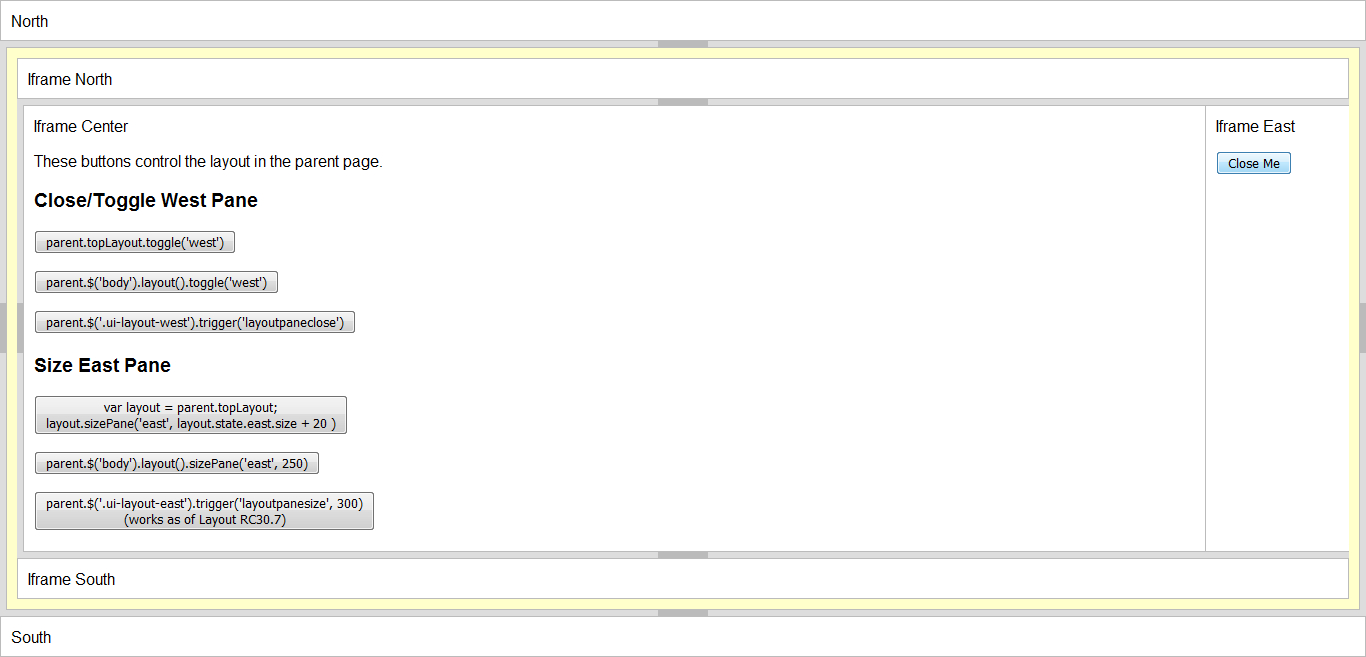 North
Iframe North
Iframe Center
Iframe East
These buttons control the layout in the parent page.
Close Me
Close/Toggle West Pane
parent.topLayout.toggle('west')
parent.$('body').layout().toggle('west')
parent.$('.ui-layout-west').trigger('layoutpaneclose')
Size East Pane
var layout = parent.topLayout;
layout.sizePane('east', layout.state.east.size + 20 )
parent.$('body').layout().sizePane('east', 250)
parent.$('.ui-layout-east').trigger('layoutpanesize', 300)
(works as of Layout RC30.7)
Iframe South
South